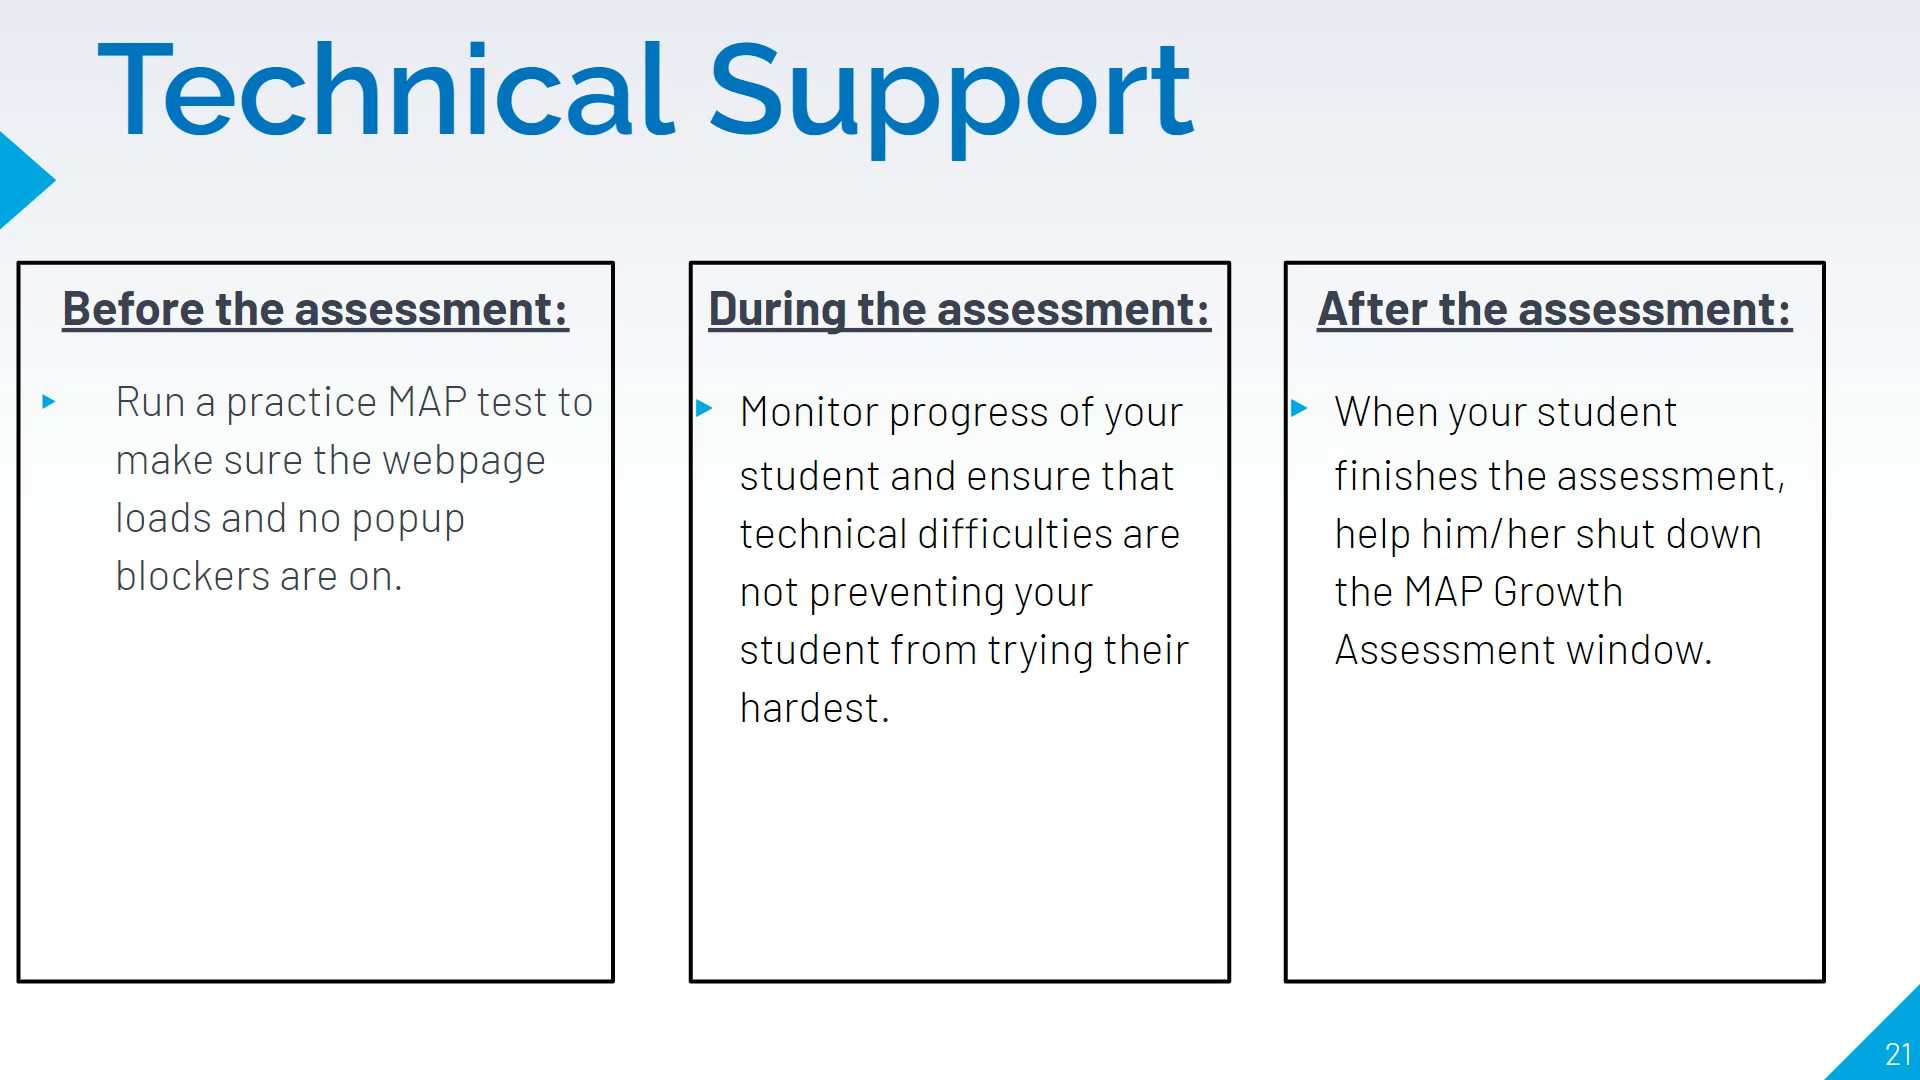 Technical Support
Before the assessment:
Run a practice MAP test to
make sure the webpage
loads and no popup
blockers are on.
During the assessment:
Monitor progress of your
student and ensure that
technical difficulties are
not preventing your
student from trying their
hardest.
After the assessment:
When your student
finishes the assessment,
help him/her shut down
the MAP Growth
Assessment window.
21